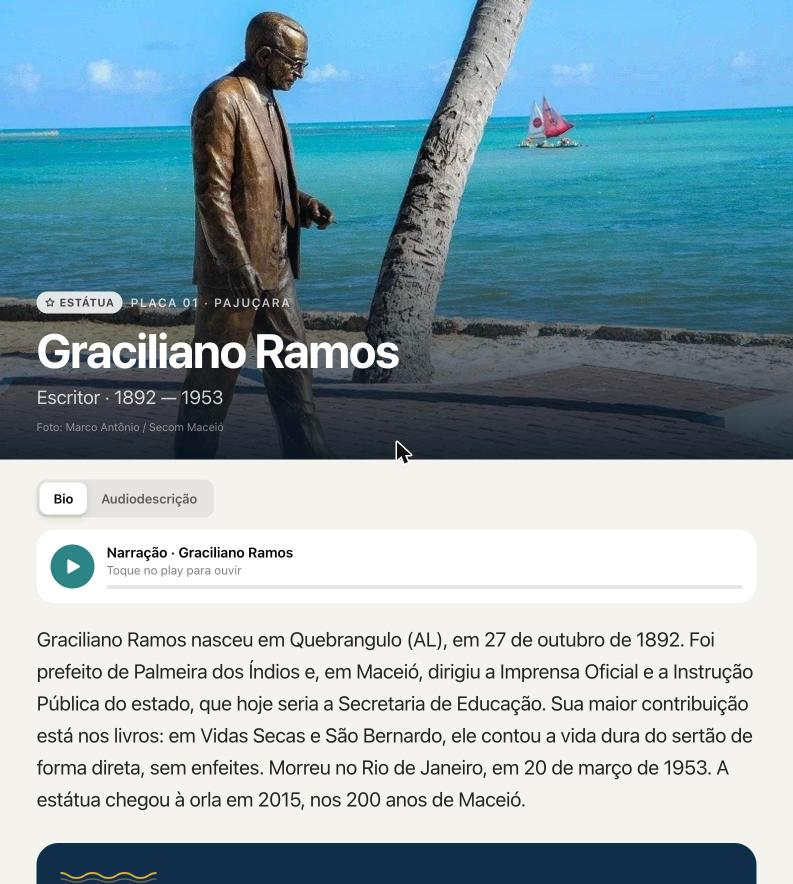 ESTÁTUA PLACA 01 · PAJUÇARA
Graciliano Ramos
Escritor · 1892 — 1953
Foto: Marco Antônio / Secom Maceió
Bio Audiodescrição
Narração · Graciliano Ramos
Toque no play para ouvir
Graciliano Ramos nasceu em Quebrangulo (AL), em 27 de outubro de 1892. Foi
prefeito de Palmeira dos Índios e, em Maceió, dirigiu a Imprensa Oficial e a Instrução
Pública do estado, que hoje seria a Secretaria de Educação. Sua maior contribuição
está nos livros: em Vidas Secas e São Bernardo, ele contou a vida dura do sertão de
forma direta, sem enfeites. Morreu no Rio de Janeiro, em 20 de março de 1953. A
estátua chegou à orla em 2015, nos 200 anos de Maceió.